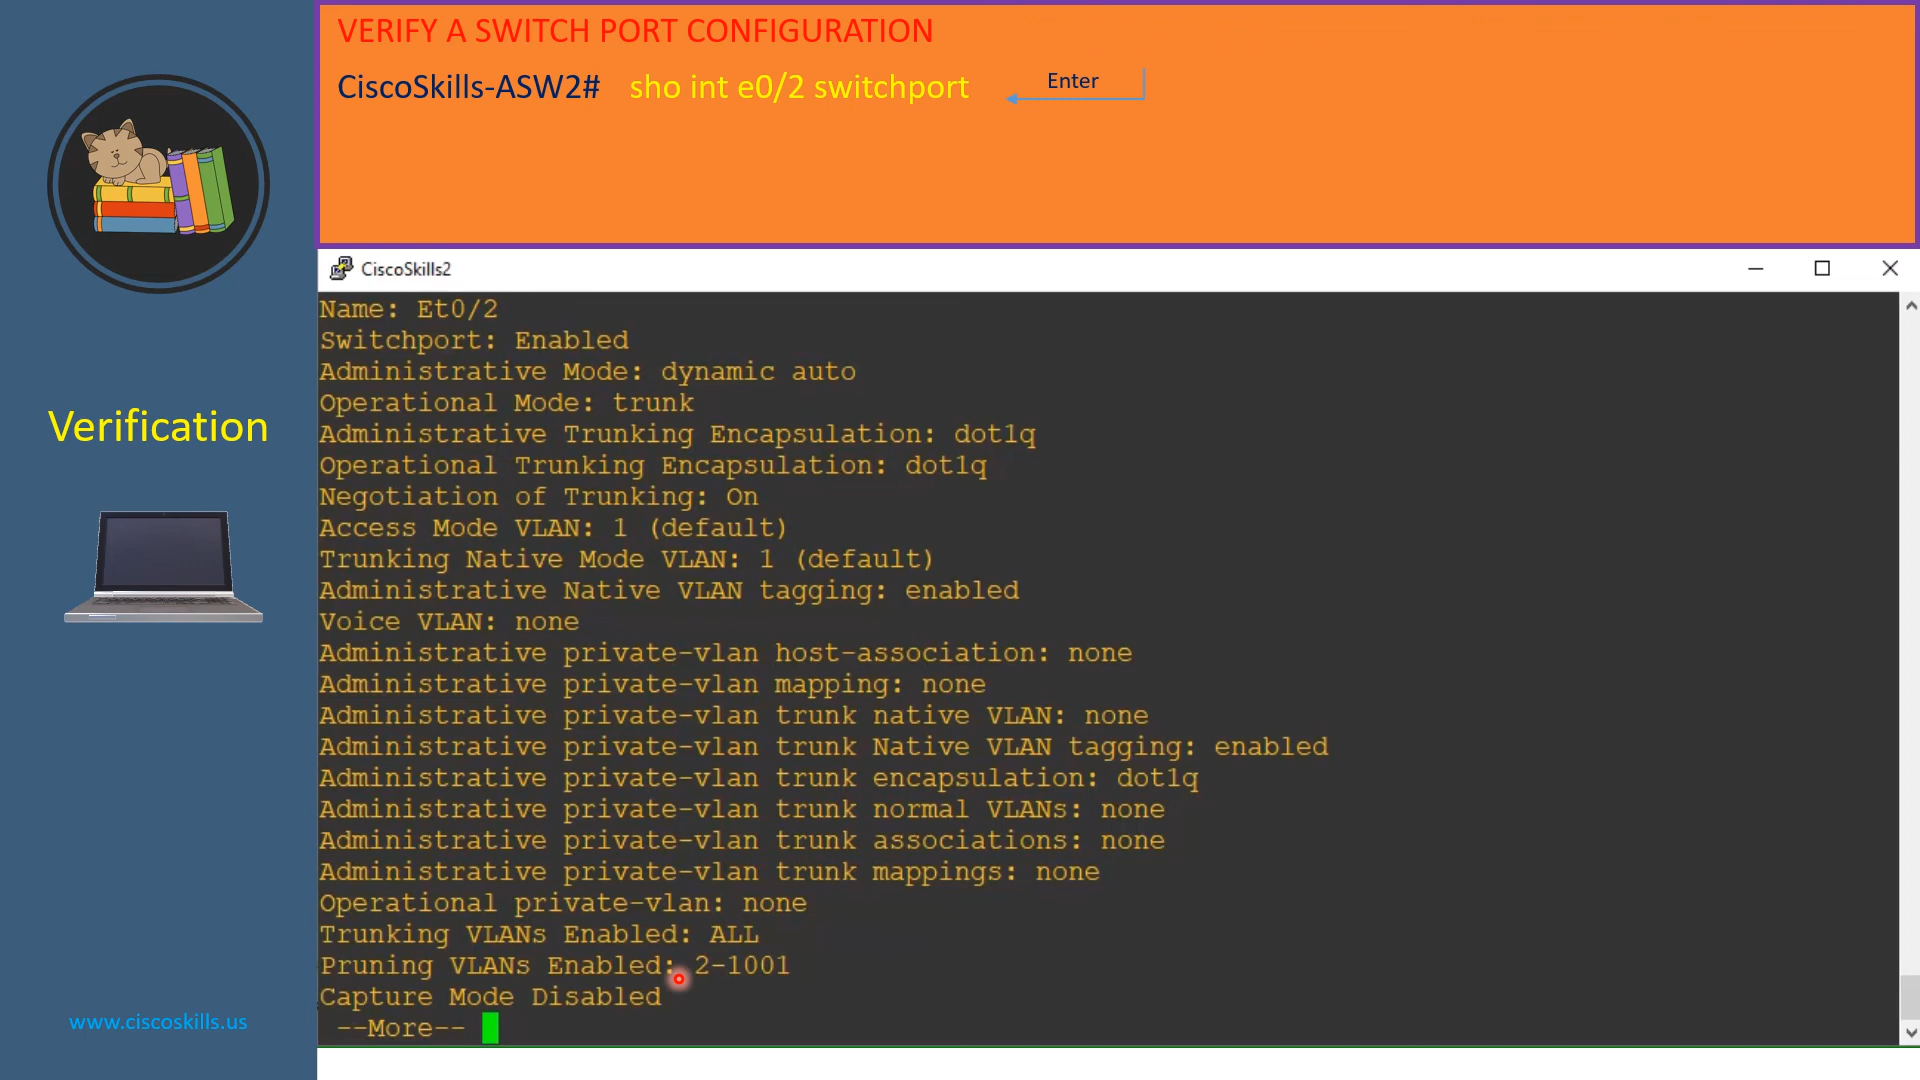 VERIFY A SWITCH PORT CONFIGURATION
CiscoSkills-ASW2# sho int e0/2 switchport Enter
CiscoSkills2
Name: Et0/2
Switchport: Enabled
Administrative Mode: dynamic auto
Operational Mode: trunk
Administrative Trunking Encapsulation: dot1q
Operational Trunking Encapsulation: dot1q
Negotiation of Trunking: On
Access Mode VLAN: 1 (default)
Trunking Native Mode VLAN: 1 (default)
Administrative Native VLAN tagging: enabled
Voice VLAN: none
Administrative private-vlan host-association: none
Administrative private-vlan mapping: none
Administrative private-vlan trunk native VLAN: none
Administrative private-vlan trunk Native VLAN tagging: enabled
Administrative private-vlan trunk encapsulation: dot1q
Administrative private-vlan trunk normal VLANs: none
Administrative private-vlan trunk associations: none
Administrative private-vlan trunk mappings: none
Operational private-vlan: none
Trunking VLANs Enabled: ALL
Pruning VLANs Enabled: 2-1001
Capture Mode Disabled
--More--
Verification
www.ciscoskills.us